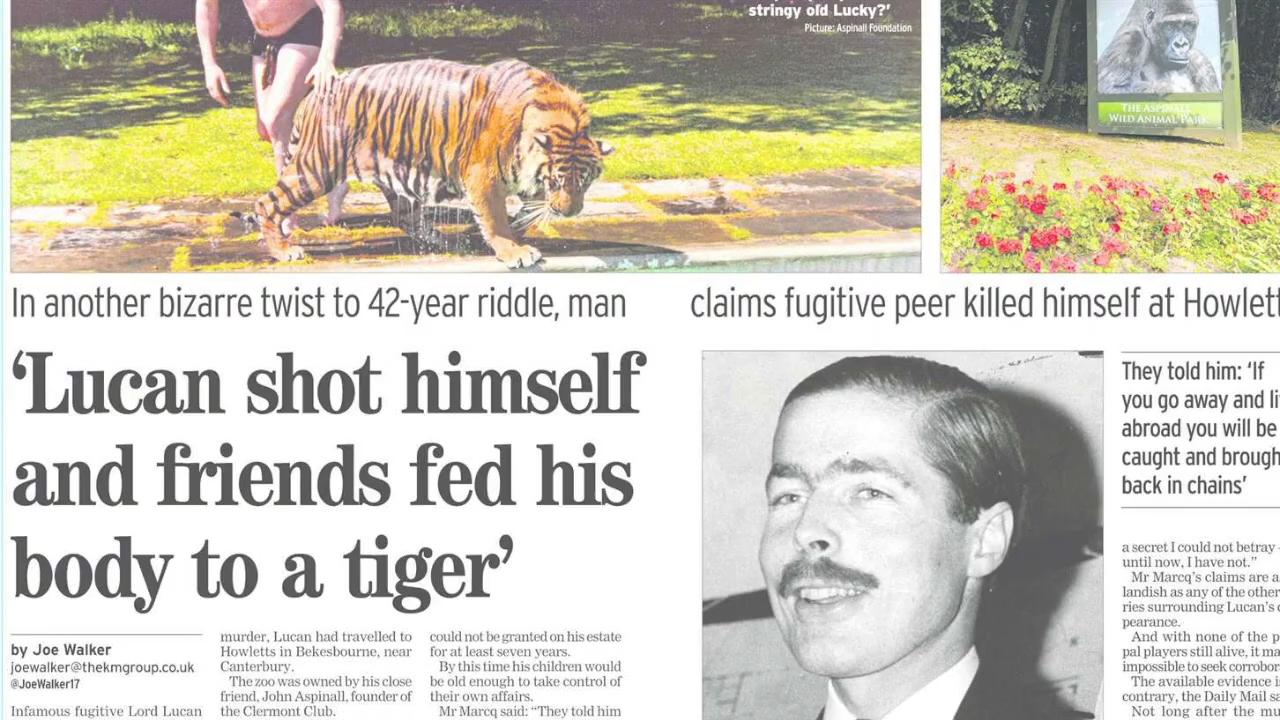 stringy old Lucky?’
Picture: Aspinall Foundation
THE ASPINALL
WILD ANIMAL PARK
In another bizarre twist to 42-year riddle, man claims fugitive peer killed himself at Howlett
‘Lucan shot himself
and friends fed his
body to a tiger’
by Joe Walker
joewalker@thekmgroup.co.uk
@JoeWalker17
Infamous fugitive Lord Lucan
murder, Lucan had travelled to
Howletts in Bekesbourne, near
Canterbury.
The zoo was owned by his close
friend, John Aspinall, founder of
the Clermont Club.
could not be granted on his estate
for at least seven years.
By this time his children would
be old enough to take control of
their own affairs.
Mr Marcq said: “They told him
They told him: ‘If
you go away and li
abroad you will be
caught and brough
back in chains’
a secret I could not betray
until now, I have not.”
Mr Marcq’s claims are a
landish as any of the other
ries surrounding Lucan’s
pearance.
And with none of the p
pal players still alive, it ma
impossible to seek corrobor
The available evidence i
contrary, the Daily Mail sa
Not long after the mu